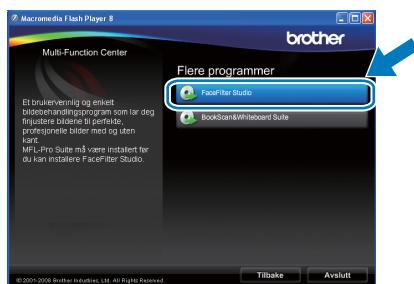 Macromedia Flash Player 8
brother
Multi-Function Center
Flere programmer
FaceFilter Studio
BookScan&Whiteboard Suite
Et brukervennlig og enkelt
bildebehandlingsprogram som lar deg
finjustere bildene til perfekte,
profesjonelle bilder med og uten
kant.
MFL-Pro Suite må være installert før
du kan installere FaceFilter Studio.
© 2001-2008 Brother Industries, Ltd. All Rights Reserved.
Tilbake
Avslutt